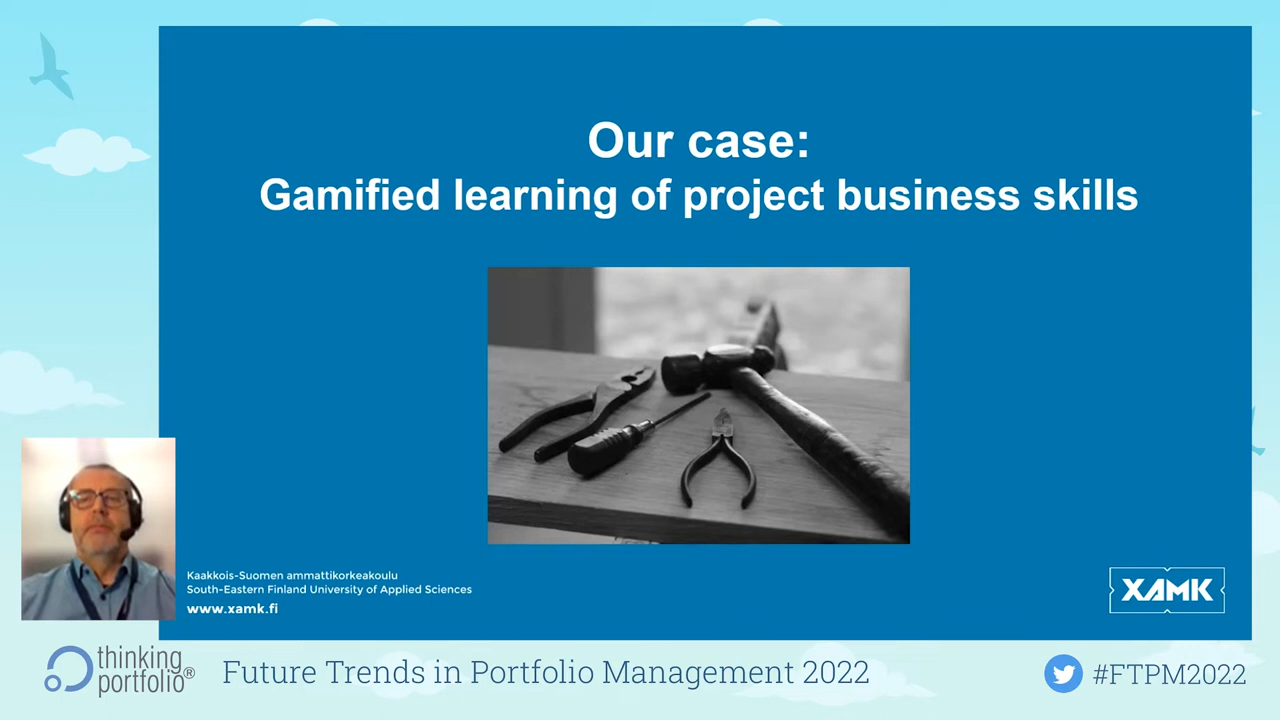 Our case:
Gamified learning of project business skills
Kaakkois-Suomen ammattikorkeakoulu
South-Eastern Finland University of Applied Sciences
www.xamk.fi
XAMK
thinking
portfolio®
Future Trends in Portfolio Management 2022
#FTPM2022